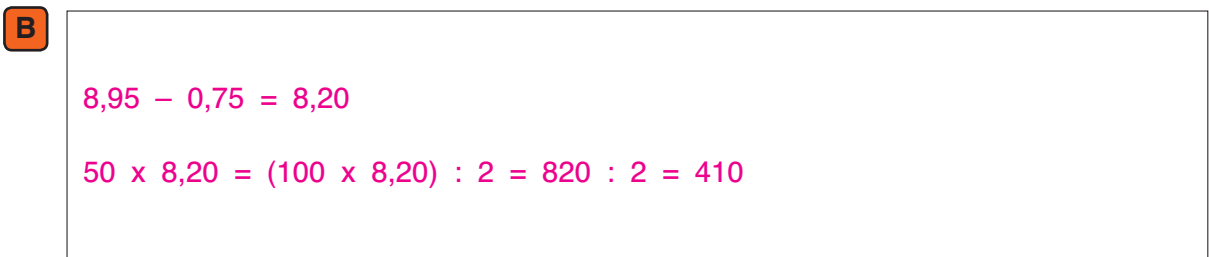 B
8,95 – 0,75 = 8,20
50 x 8,20 = (100 x 8,20) : 2 = 820 : 2 = 410